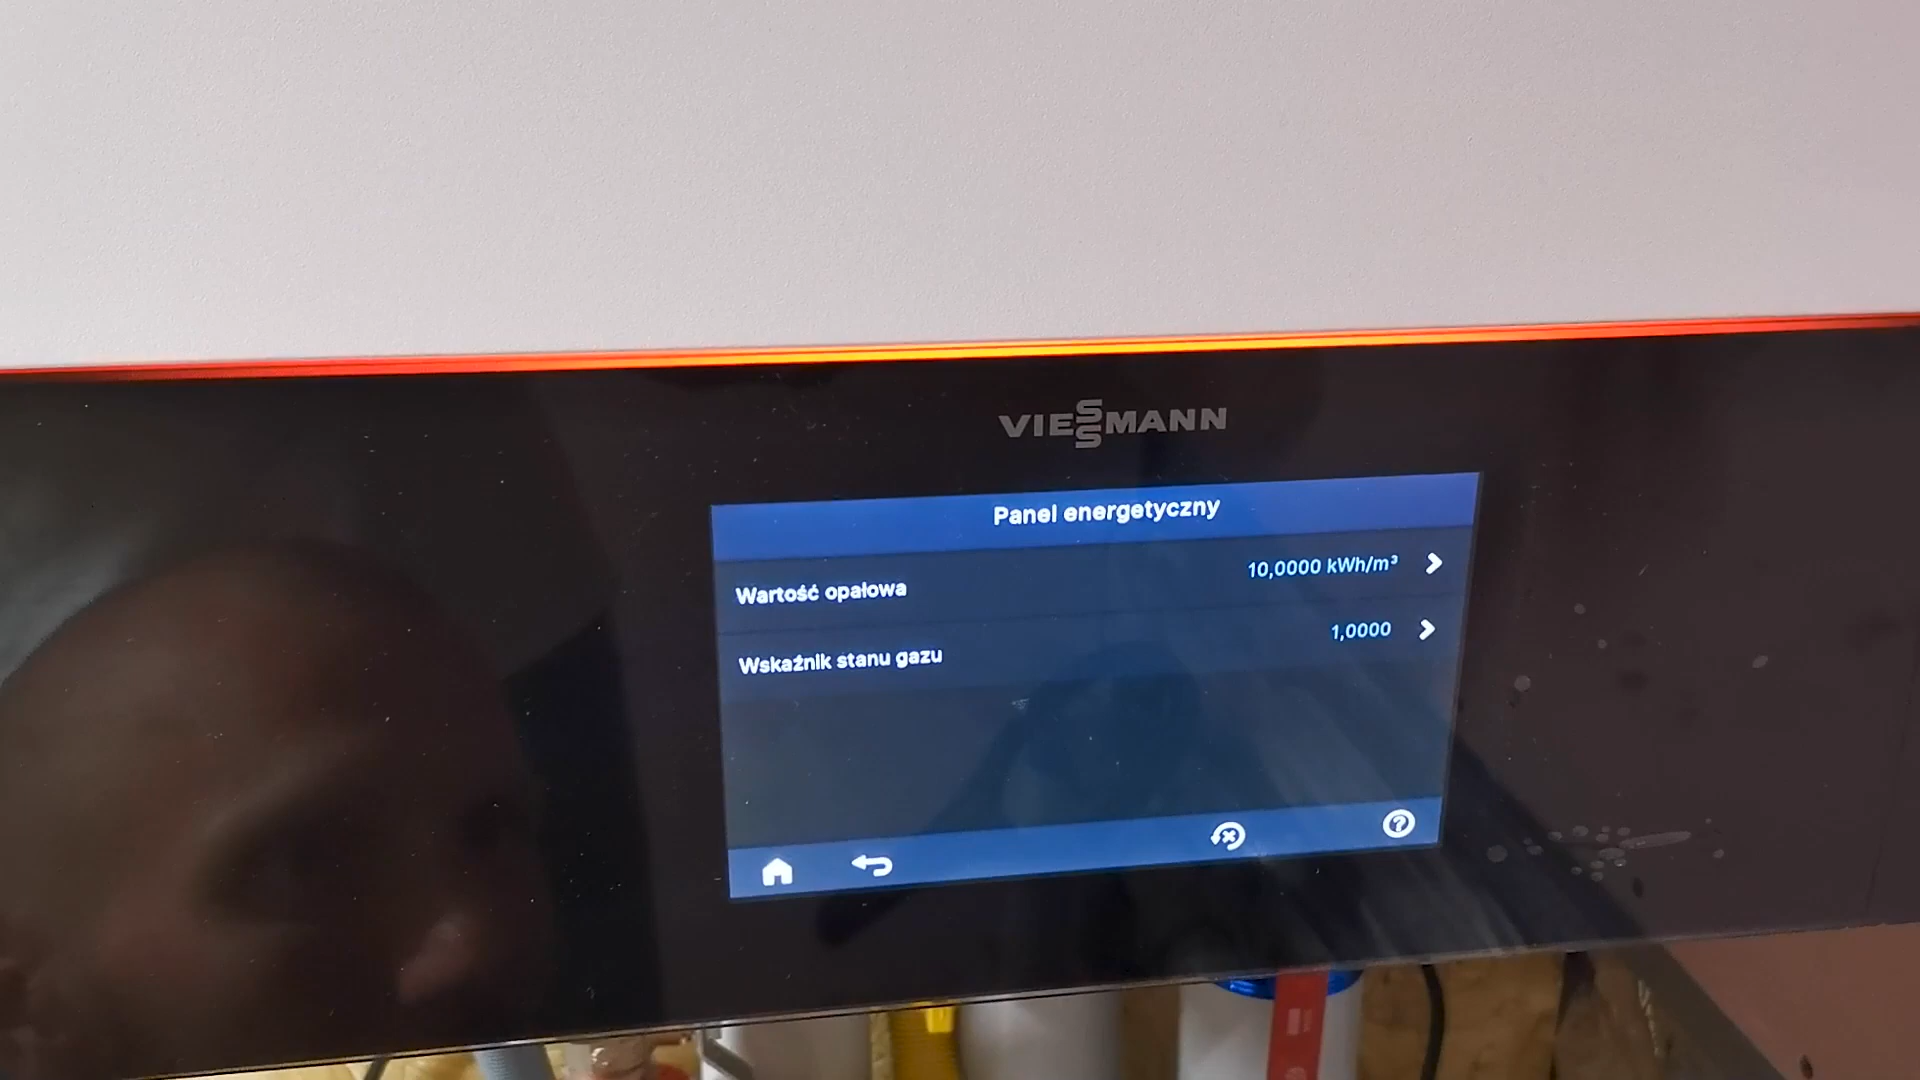 VIESSMANN
Panel energetyczny
Wartość opałowa 10,0000 kWh/m³
Wskaźnik stanu gazu 1,0000